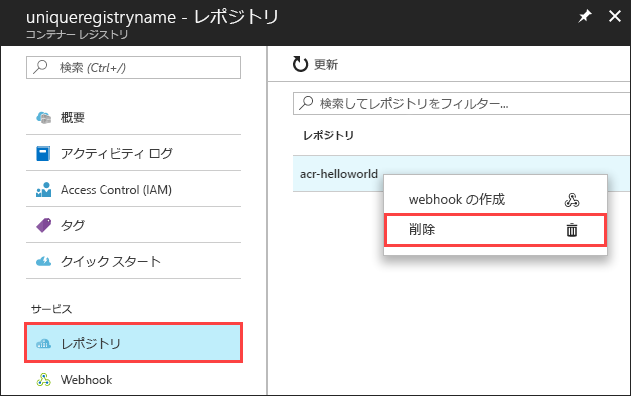 uniqueregistryname - レポジトリ
コンテナー レジストリ
検索 (Ctrl+/)
概要
アクティビティ ログ
Access Control (IAM)
タグ
クイック スタート
サービス
レポジトリ
Webhook
更新
検索してレポジトリをフィルター...
レポジトリ
acr-helloworld
webhook の作成
削除